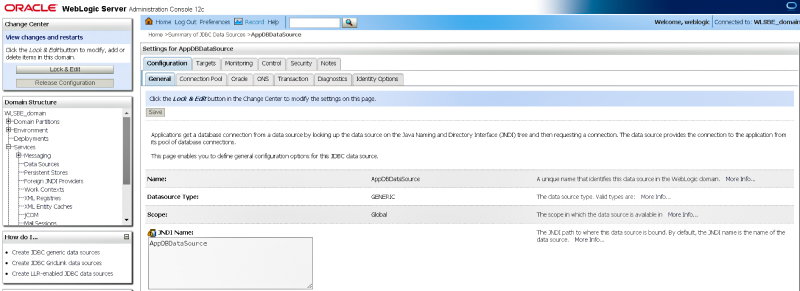 ORACLE WebLogic Server Administration Console 12c
Change Center
View changes and restarts
Click the Lock & Edit button to modify, add or
delete items in this domain.
Lock & Edit
Release Configuration
Domain Structure
WLSBE_domain
Domain Partitions
Environment
Deployments
Services
Messaging
Data Sources
Persistent Stores
Foreign JNDI Providers
Work Contexts
XML Registries
XML Entity Caches
jCOM
Mail Sessions
How do I...
Create JDBC generic data sources
Create JDBC GridLink data sources
Create LLR-enabled JDBC data sources
Home Log Out Preferences Record Help
Welcome, weblogic Connected to: WLSBE_domain
Home >Summary of JDBC Data Sources >AppDBDataSource
Settings for AppDBDataSource
Configuration Targets Monitoring Control Security Notes
General Connection Pool Oracle ONS Transaction Diagnostics Identity Options
Click the Lock & Edit button in the Change Center to modify the settings on this page.
Save
Applications get a database connection from a data source by looking up the data source on the Java Naming and Directory Interface (JNDI) tree and then requesting a connection. The data source provides the connection to the application from
its pool of database connections.
This page enables you to define general configuration options for this JDBC data source.
Name: AppDBDataSource A unique name that identifies this data source in the WebLogic domain. More Info...
Datasource Type: GENERIC The data source type. Valid types are: More Info...
Scope: Global The scope in which the data source is available in More Info...
JNDI Name: The JNDI path to where this data source is bound. By default, the JNDI name is the name of the
data source. More Info...
AppDBDataSource